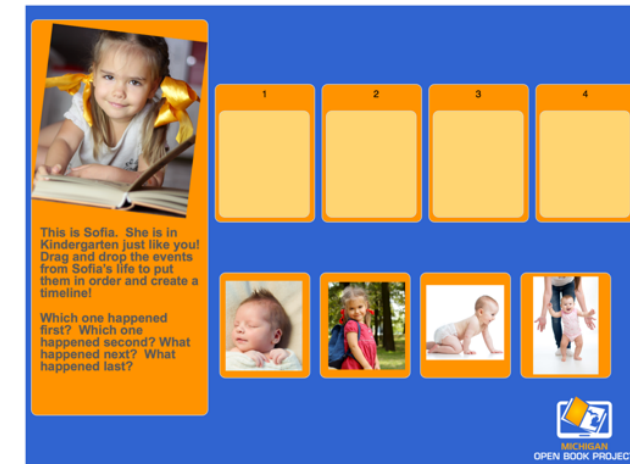 This is Sofia. She is in
Kindergarten just like you!
Drag and drop the events
from Sofia's life to put
them in order and create a
timeline!
Which one happened
first? Which one
happened second? What
happened next? What
happened last?
1
2
3
4
MICHIGAN
OPEN BOOK PROJECT